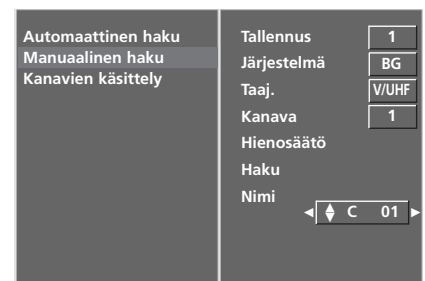 Automaattinen haku
Manuaalinen haku
Kanavien käsittely
Tallennus 1
Järjestelmä BG
Taaj. V/UHF
Kanava 1
Hienosäätö
Haku
Nimi
C 01